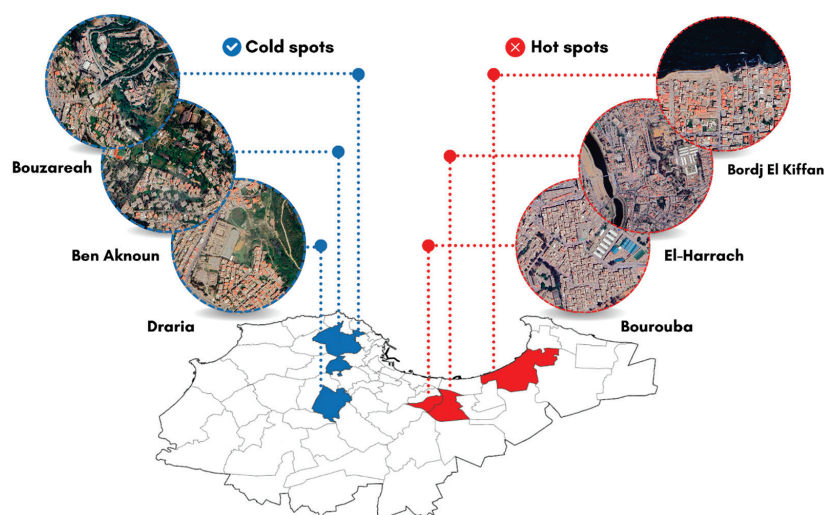 Cold spots
Hot spots
Bouzareah
Bordj El Kiffan
Ben Aknoun
El-Harrach
Draria
Bourouba